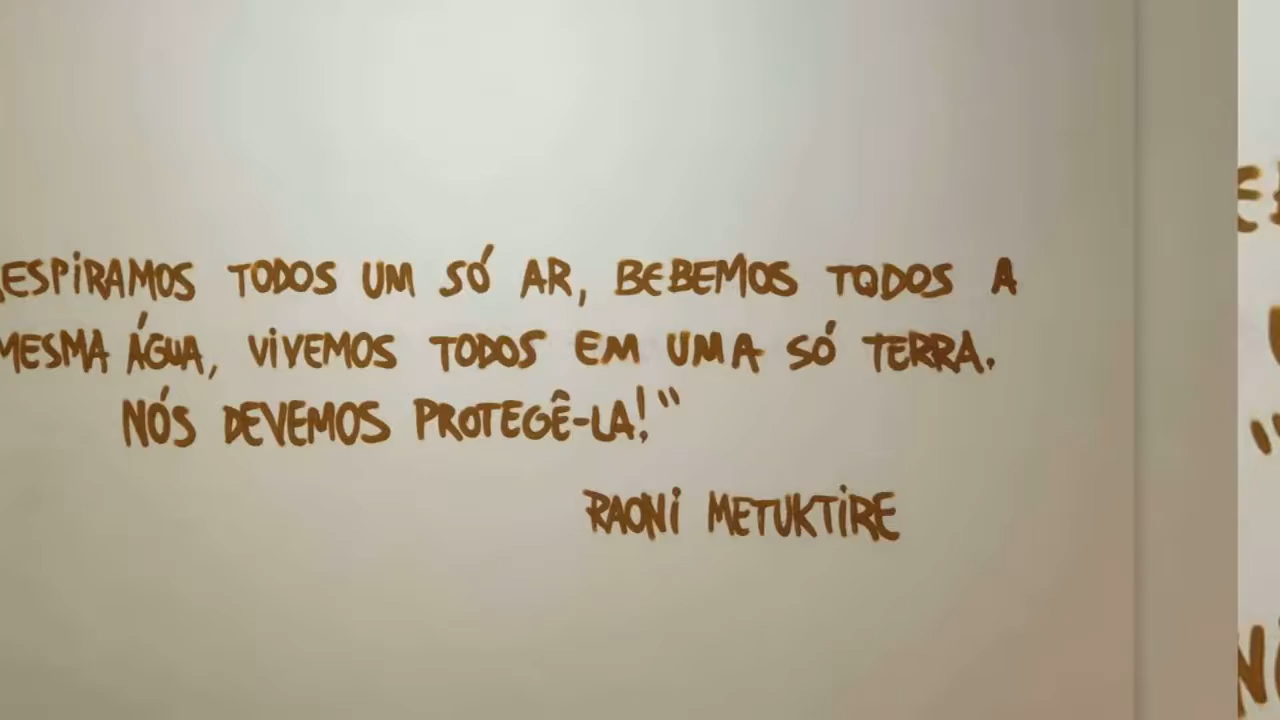 ESPIRAMOS TODOS UM SÓ AR, BEBEMOS TODOS A
MESMA ÁGUA, VIVEMOS TODOS EM UMA SÓ TERRA.
NÓS DEVEMOS PROTEGÊ-LA!"
RAONI METUKTIRE